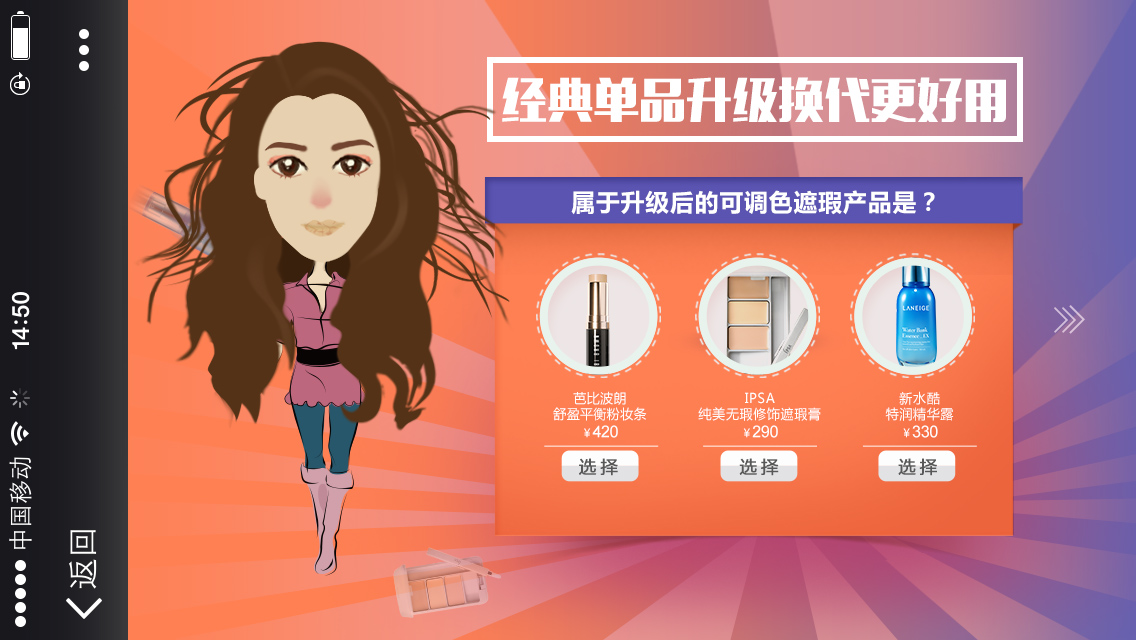 中国移动
14:50
返回
经典单品升级换代更好用
属于升级后的可调色遮瑕产品是？
LANEIGE
Water Bank
Essence_EX
芭比波朗
舒盈平衡粉妆条
¥420
选择
IPSA
纯美无瑕修饰遮瑕膏
¥290
选择
新水酷
特润精华露
¥330
选择